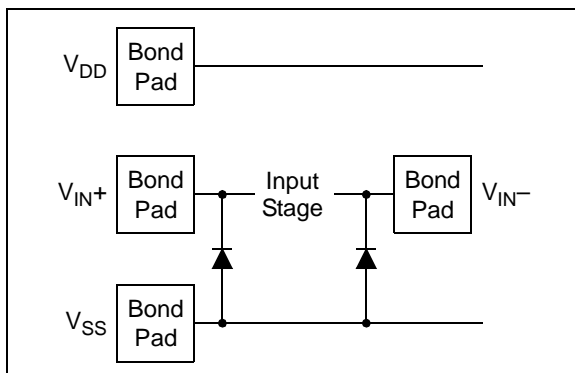 V_DD
Bond
Pad
V_IN+
Bond
Pad
Input
Stage
Bond
Pad
V_IN–
V_SS
Bond
Pad